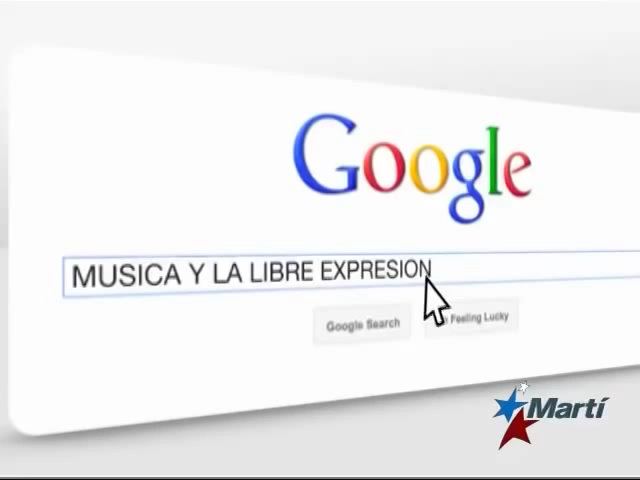 Google
MUSICA Y LA LIBRE EXPRESION
Google Search
Feeling Lucky
Martí